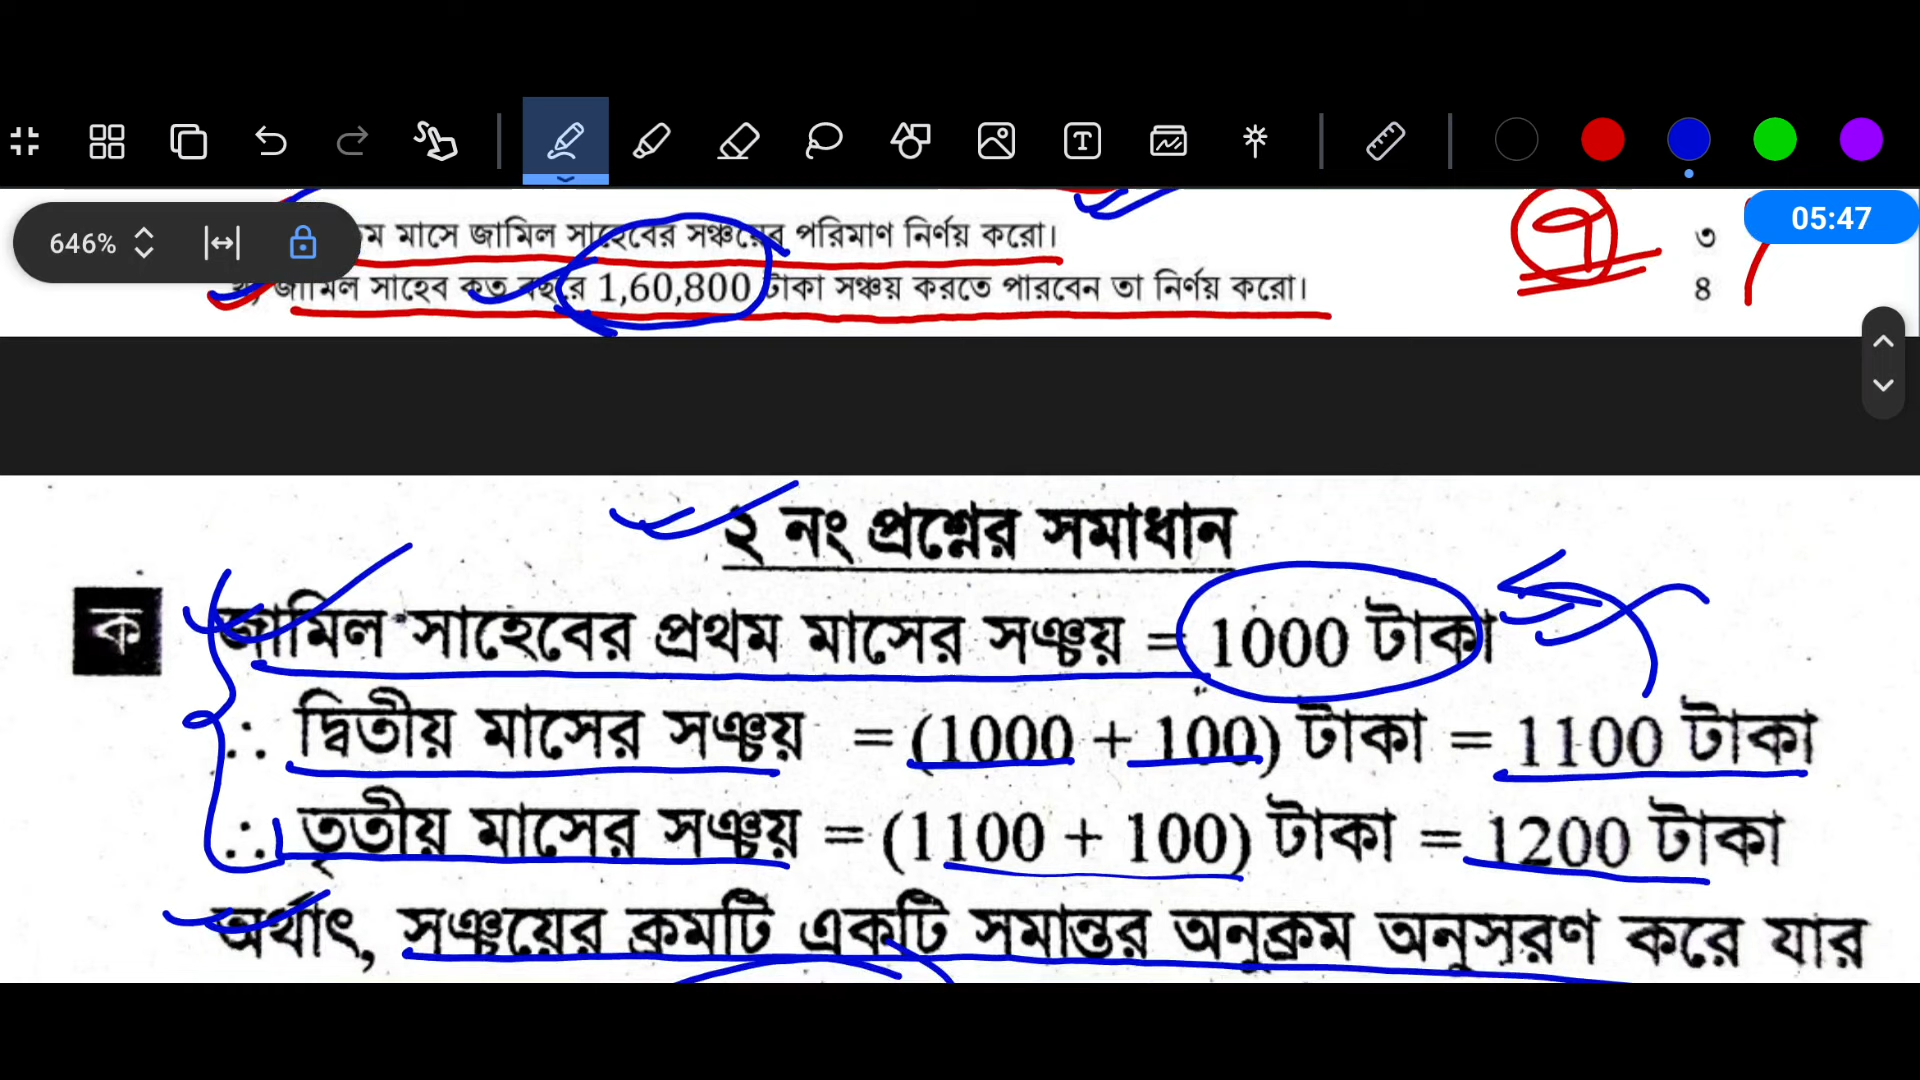 646%
05:47
ম মাসে জামিল সাহেবের সঞ্চয়ের পরিমাণ নির্ণয় করো। ৩
খ) জামিল সাহেব কত বছরে 1,60,800 টাকা সঞ্চয় করতে পারবেন তা নির্ণয় করো। ৪
২ নং প্রশ্নের সমাধান
ক জামিল সাহেবের প্রথম মাসের সঞ্চয় = 1000 টাকা
∴ দ্বিতীয় মাসের সঞ্চয় = (1000 + 100) টাকা = 1100 টাকা
∴ তৃতীয় মাসের সঞ্চয় = (1100 + 100) টাকা = 1200 টাকা
অর্থাৎ, সঞ্চয়ের ক্রমটি একটি সমান্তর অনুক্রম অনুসরণ করে যার